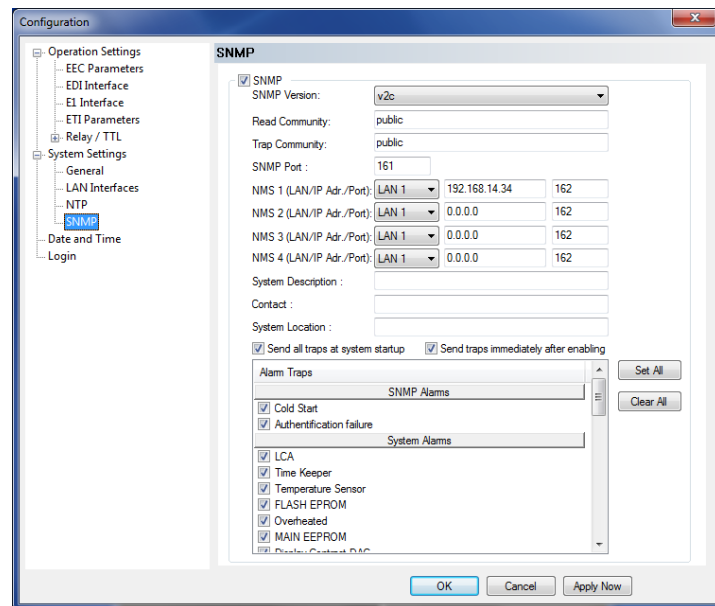 Configuration
Operation Settings
EEC Parameters
EDI Interface
E1 Interface
ETI Parameters
Relay / TTL
System Settings
General
LAN Interfaces
NTP
SNMP
Date and Time
Login
SNMP
SNMP
SNMP Version: v2c
Read Community: public
Trap Community: public
SNMP Port : 161
NMS 1 (LAN/IP Adr./Port): LAN 1 192.168.14.34 162
NMS 2 (LAN/IP Adr./Port): LAN 1 0.0.0.0 162
NMS 3 (LAN/IP Adr./Port): LAN 1 0.0.0.0 162
NMS 4 (LAN/IP Adr./Port): LAN 1 0.0.0.0 162
System Description :
Contact :
System Location :
Send all traps at system startup Send traps immediately after enabling
Alarm Traps Set All
SNMP Alarms
Clear All
Cold Start
Authentification failure
System Alarms
LCA
Time Keeper
Temperature Sensor
FLASH EPROM
Overheated
MAIN EEPROM
Display Contrast DAC
OK Cancel Apply Now